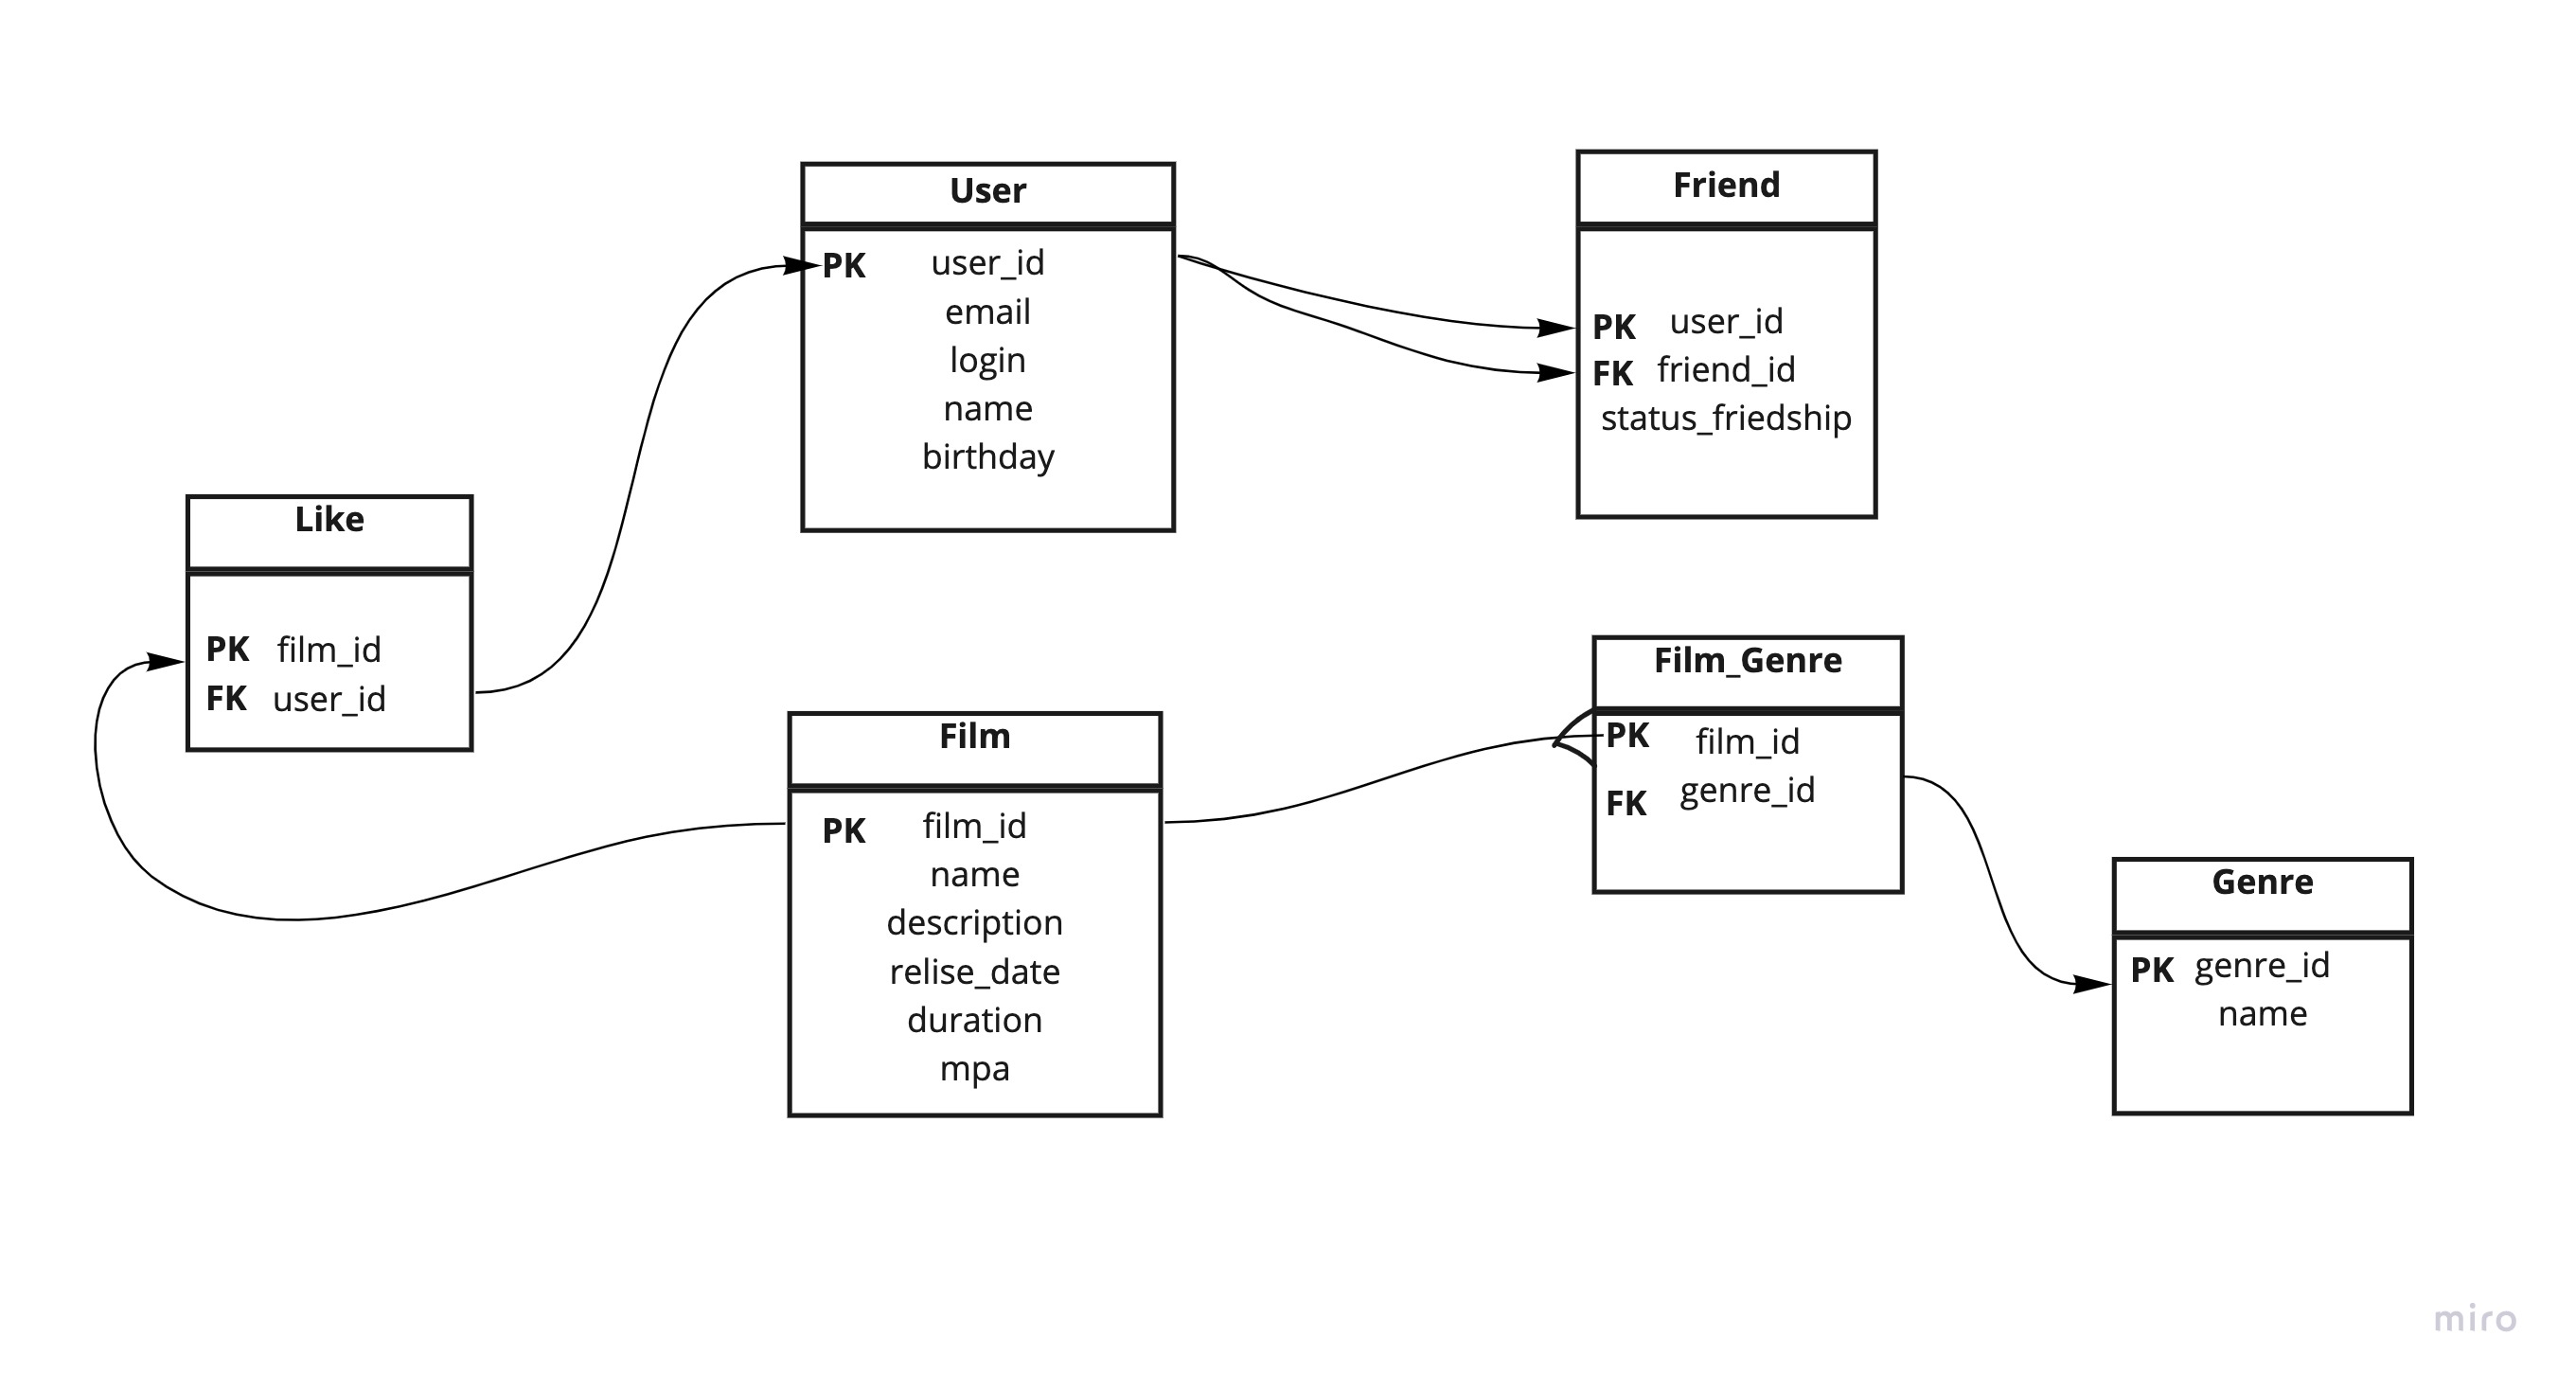 User
PK user_id
email
login
name
birthday
Friend
PK user_id
FK friend_id
status_friedship
Like
PK film_id
FK user_id
Film
PK film_id
name
description
relise_date
duration
mpa
Film_Genre
PK film_id
FK genre_id
Genre
PK genre_id
name
miro